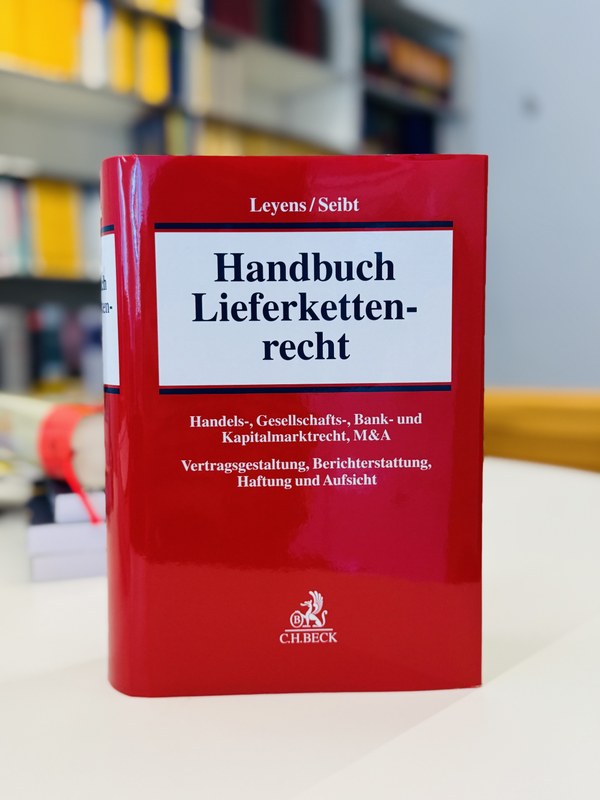 Leyens/Seibt
Handbuch
Lieferketten-
recht
Handels-, Gesellschafts-, Bank- und
Kapitalmarktrecht, M&A
Vertragsgestaltung, Berichterstattung,
Haftung und Aufsicht
B
C.H.BECK